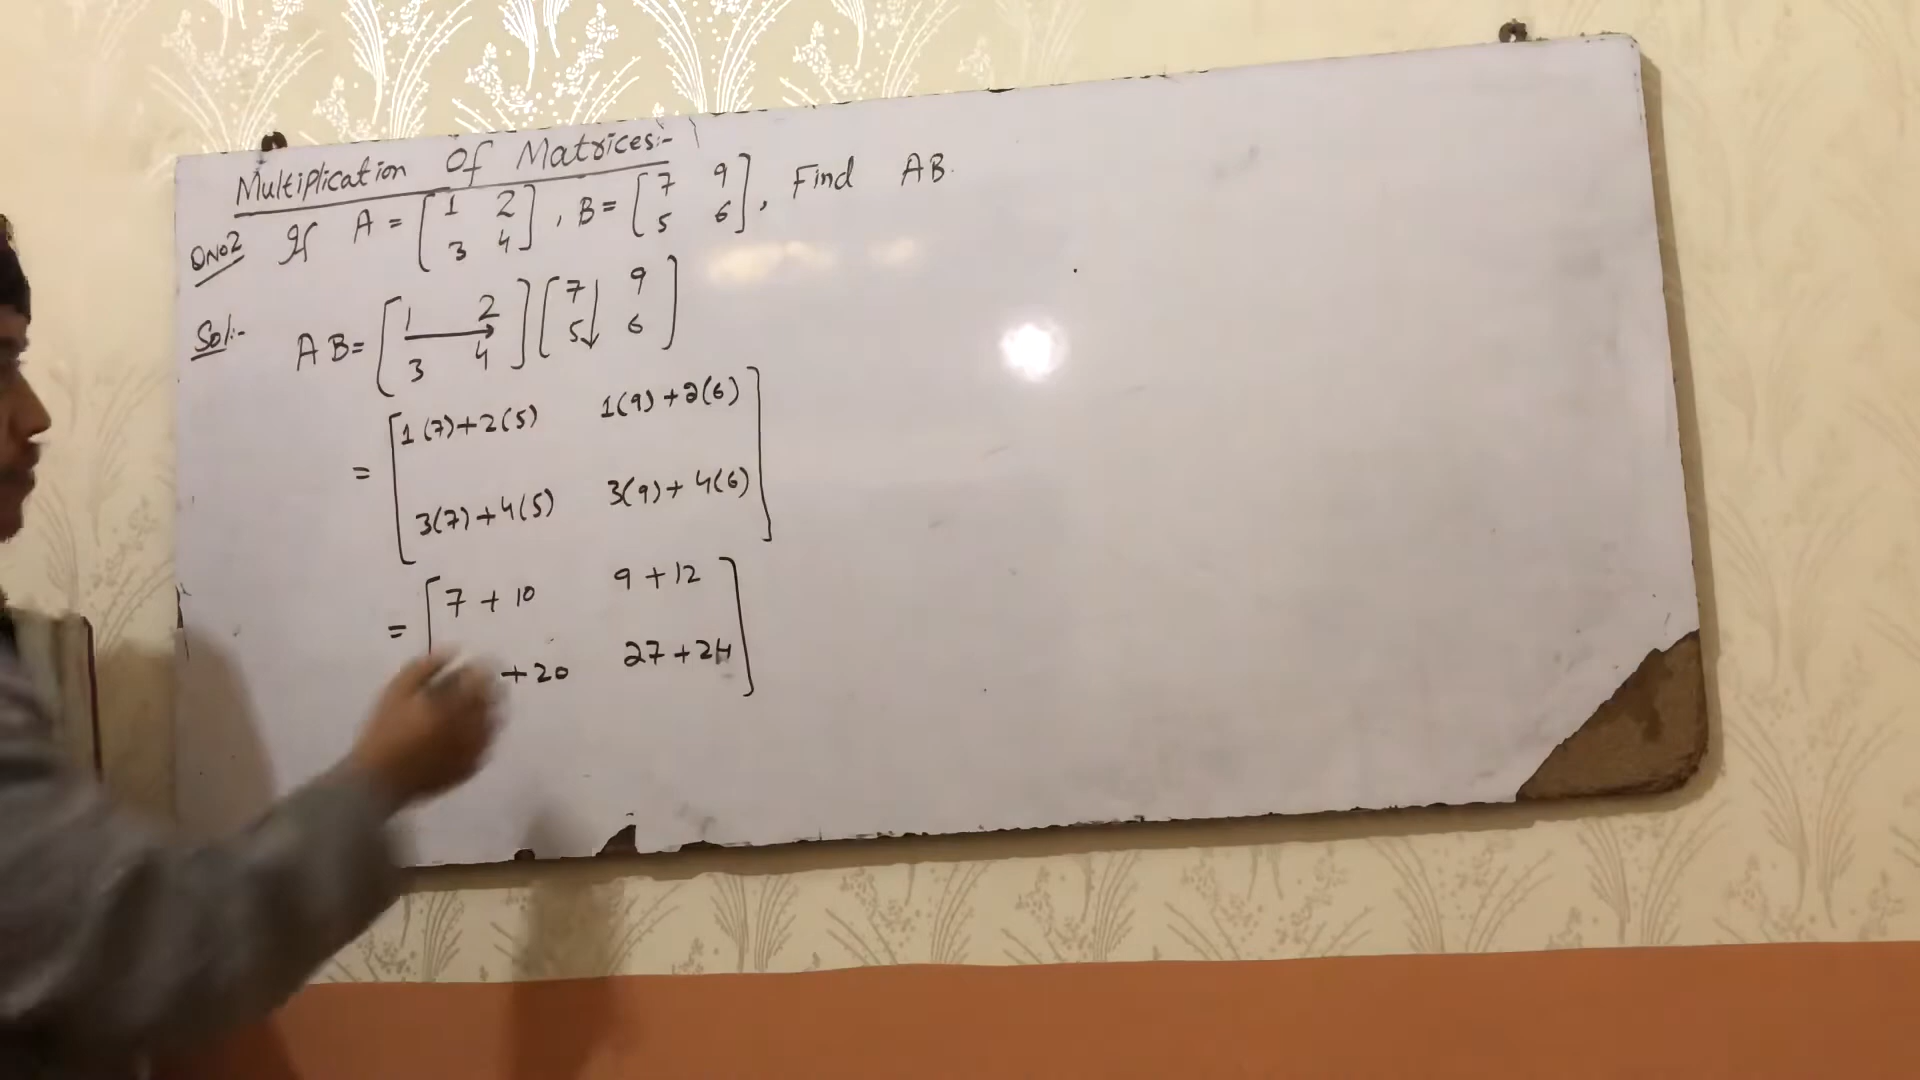 Multiplication Of Matrices:-
QNo2 If A = [1 2 3 4], B = [7 9 5 6], Find AB.
Sol:- AB = [1 2 3 4] [7 9 5 6]
= [1(7)+2(5) 1(9)+2(6)
3(7)+4(5) 3(9)+4(6)]
= [7 + 10 9 + 12
+20 27+24]